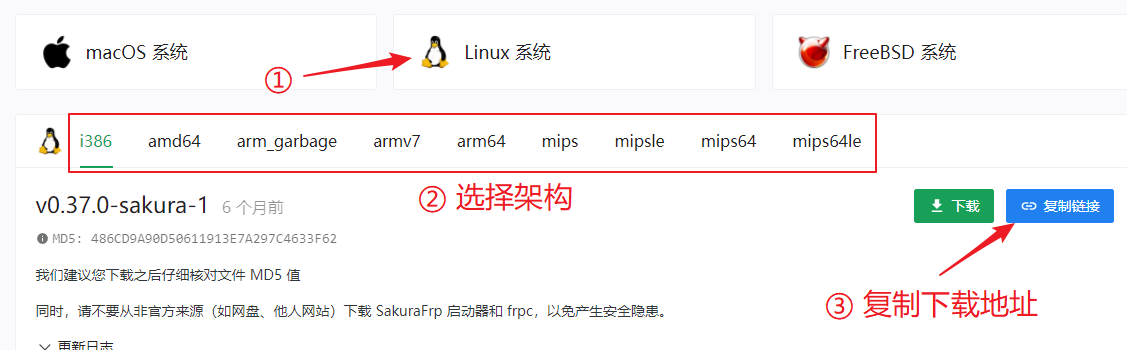 macOS 系统
Linux 系统
FreeBSD 系统
①
i386 amd64 arm_garbage armv7 arm64 mips mipsle mips64 mips64le
② 选择架构
v0.37.0-sakura-1 6 个月前
下载 复制链接
MD5: 486CD9A90D50611913E7A297C4633F62
我们建议您下载之后仔细核对文件 MD5 值
③ 复制下载地址
同时，请不要从非官方来源（如网盘、他人网站）下载 SakuraFrp 启动器和 frpc，以免产生安全隐患。
更新日志